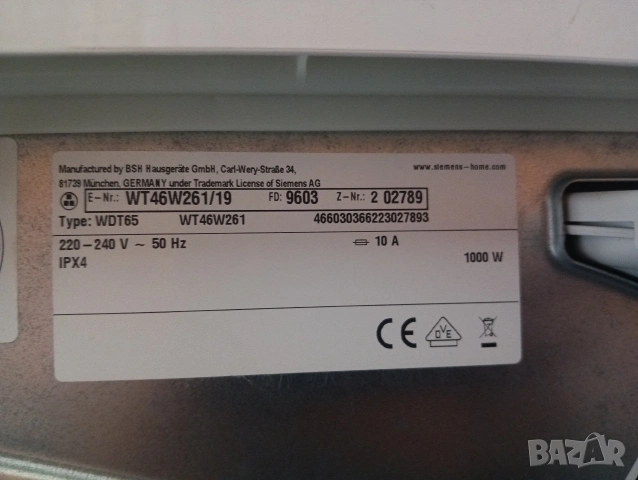 Manufactured by BSH Hausgeräte GmbH, Carl-Wery-Straße 34,
81739 München, GERMANY under Trademark License of Siemens AG
www.siemens-home.com
E-Nr.: WT46W261/19 FD: 9603 Z-Nr.: 2 02789
Type: WDT65 WT46W261 466030366223027893
220-240 V ~ 50 Hz 10 A
IPX4 1000 W
CE DVE
BAZAR